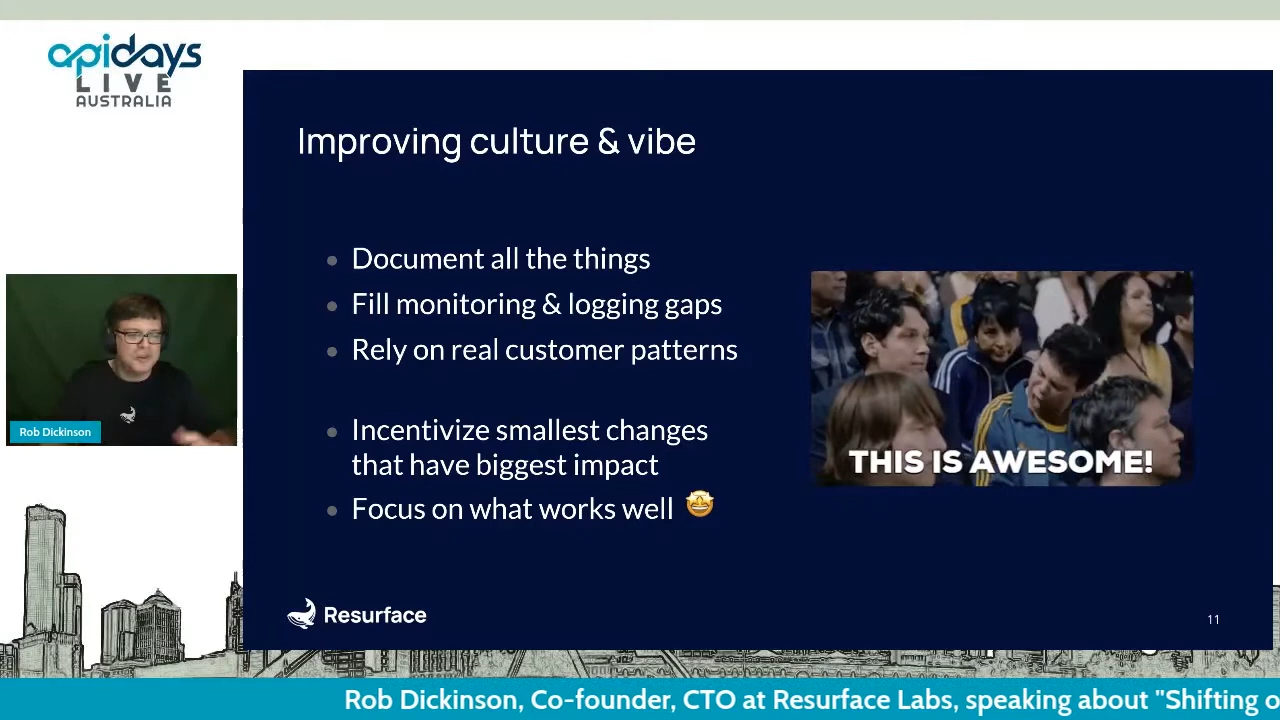 apidays
LIVE
AUSTRALIA
Improving culture & vibe
Document all the things
Fill monitoring & logging gaps
Rely on real customer patterns
Incentivize smallest changes
that have biggest impact
Focus on what works well 🤩
THIS IS AWESOME!
Rob Dickinson
Resurface
11
Rob Dickinson, Co-founder, CTO at Resurface Labs, speaking about "Shifting o